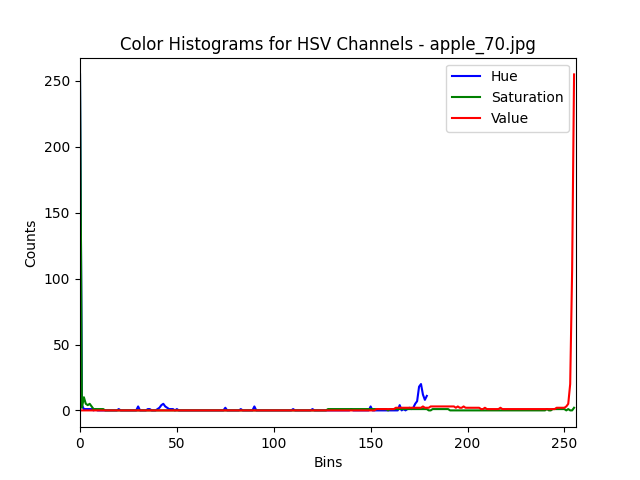 Color Histograms for HSV Channels - apple_70.jpg
Hue
Saturation
Value
250
200
150
100
50
0
Counts
0 50 100 150 200 250
Bins